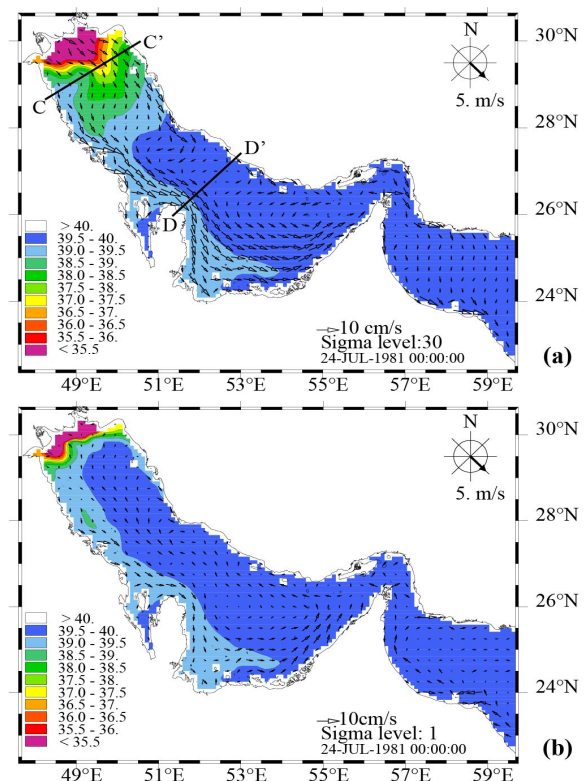 C'
C
D'
D
N
5. m/s
30°N
28°N
26°N
24°N
> 40.
39.5 - 40.
39.0 - 39.5
38.5 - 39.
38.0 - 38.5
37.5 - 38.0
37.0 - 37.5
36.5 - 37.
36.0 - 36.5
35.5 - 36.
< 35.5
10 cm/s
Sigma level:30
24-JUL-1981 00:00:00
(a)
49°E 51°E 53°E 55°E 57°E 59°E
N
5. m/s
30°N
28°N
26°N
24°N
> 40.
39.5 - 40.
39.0 - 39.5
38.5 - 39.
38.0 - 38.5
37.5 - 38.0
37.0 - 37.5
36.5 - 37.
36.0 - 36.5
35.5 - 36.
< 35.5
10cm/s
Sigma level: 1
24-JUL-1981 00:00:00
(b)
49°E 51°E 53°E 55°E 57°E 59°E